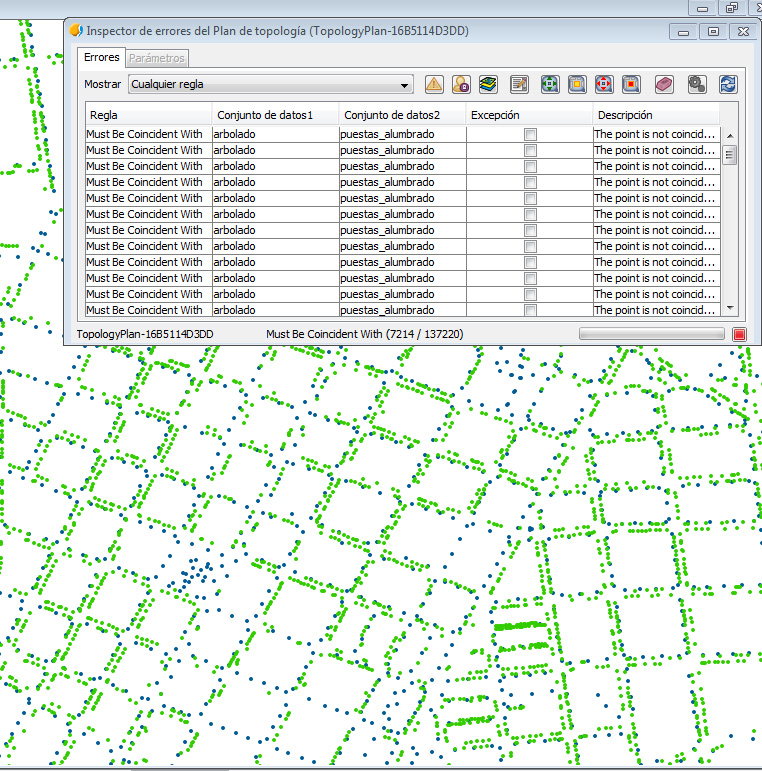 Inspector de errores del Plan de topología (TopologyPlan-16B5114D3DD)
Errores Parámetros
Mostrar Cualquier regla
Regla Conjunto de datos1 Conjunto de datos2 Excepción Descripción
Must Be Coincident With arbolado puestas_alumbrado The point is not coincid...
Must Be Coincident With arbolado puestas_alumbrado The point is not coincid...
Must Be Coincident With arbolado puestas_alumbrado The point is not coincid...
Must Be Coincident With arbolado puestas_alumbrado The point is not coincid...
Must Be Coincident With arbolado puestas_alumbrado The point is not coincid...
Must Be Coincident With arbolado puestas_alumbrado The point is not coincid...
Must Be Coincident With arbolado puestas_alumbrado The point is not coincid...
Must Be Coincident With arbolado puestas_alumbrado The point is not coincid...
Must Be Coincident With arbolado puestas_alumbrado The point is not coincid...
Must Be Coincident With arbolado puestas_alumbrado The point is not coincid...
Must Be Coincident With arbolado puestas_alumbrado The point is not coincid...
Must Be Coincident With arbolado puestas_alumbrado The point is not coincid...
TopologyPlan-16B5114D3DD Must Be Coincident With (7214 / 137220)